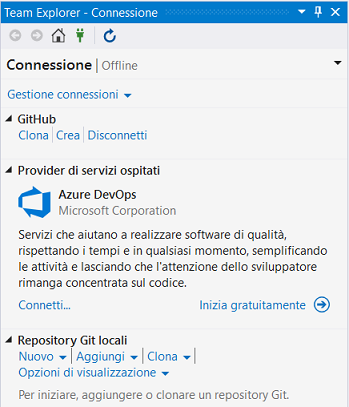 Team Explorer - Connessione
Connessione | Offline
Gestione connessioni
GitHub
Clona | Crea | Disconnetti
Provider di servizi ospitati
Azure DevOps
Microsoft Corporation
Servizi che aiutano a realizzare software di qualità,
rispettando i tempi e in qualsiasi momento, semplificando
le attività e lasciando che l'attenzione dello sviluppatore
rimanga concentrata sul codice.
Connetti... Inizia gratuitamente
Repository Git locali
Nuovo | Aggiungi | Clona |
Opzioni di visualizzazione
Per iniziare, aggiungere o clonare un repository Git.